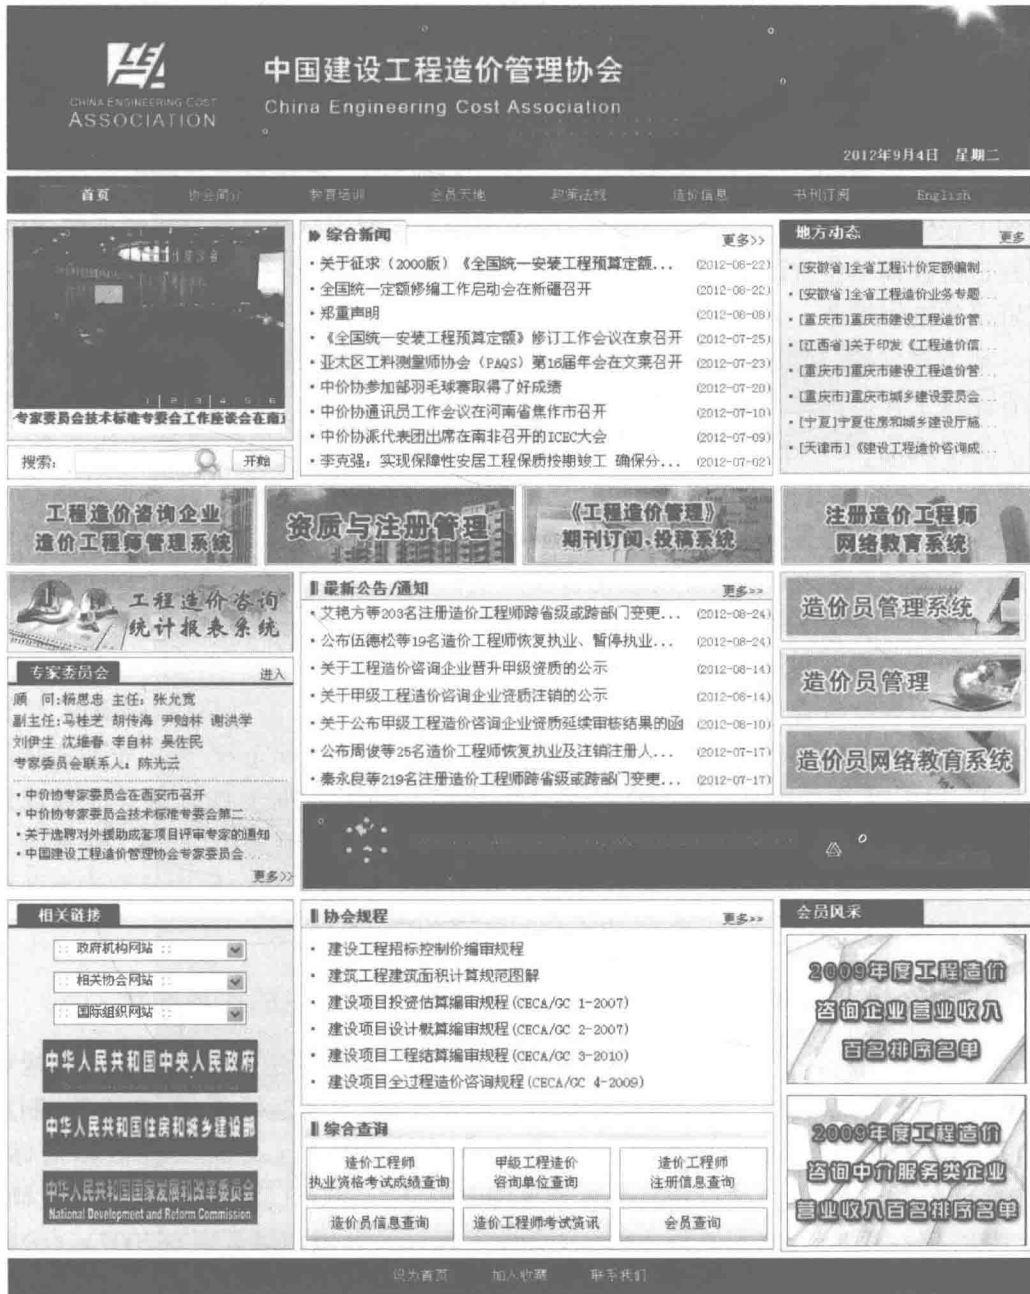 CHINA ENGINEERING COST
ASSOCIATION
中国建设工程造价管理协会
China Engineering Cost Association
2012年9月4日 星期二
首页 协会简介 教育培训 会员天地 政策法规 造价信息 书刊订阅 English
1 2 3 4 5 6
专家委员会技术标准专委会工作座谈会在南京
搜索: 开始
综合新闻 更多>>
·关于征求（2000版）《全国统一安装工程预算定额... (2012-08-22)
·全国统一定额修编工作启动会在新疆召开 (2012-08-22)
·郑重声明 (2012-08-08)
·《全国统一安装工程预算定额》修订工作会议在京召开 (2012-07-25)
·亚太区工料测量师协会（PAQS）第16届年会在文莱召开 (2012-07-23)
·中价协参加部羽毛球赛取得了好成绩 (2012-07-20)
·中价协通讯员工作会议在河南省焦作市召开 (2012-07-10)
·中价协派代表团出席在南非召开的ICEC大会 (2012-07-09)
·李克强：实现保障性安居工程保质按期竣工 确保分... (2012-07-02)
地方动态 更多
·[安徽省]全省工程计价定额编制...
·[安徽省]全省工程造价业务专题...
·[重庆市]重庆市建设工程造价管...
·[江西省]关于印发《工程造价信...
·[重庆市]重庆市建设工程造价管...
·[重庆市]重庆市城乡建设委员会...
·[宁夏]宁夏住房和城乡建设厅施...
·[天津市]《建设工程造价咨询成...
工程造价咨询企业
造价工程师管理系统
资质与注册管理
《工程造价管理》
期刊订阅、投稿系统
注册造价工程师
网络教育系统
工程造价咨询
统计报表系统
专家委员会 进入
顾 问:杨思忠 主任：张允宽
副主任:马桂芝 胡传海 尹贻林 谢洪学
刘伊生 沈维春 李自林 吴佐民
专家委员会联系人：陈光云
·中价协专家委员会在西安市召开
·中价协专家委员会技术标准专委会第二...
·关于选聘对外援助成套项目评审专家的通知
·中国建设工程造价管理协会专家委员会...
更多>>
最新公告/通知 更多>>
·艾艳方等203名注册造价工程师跨省级或跨部门变更... (2012-08-24)
·公布伍德松等19名造价工程师恢复执业、暂停执业... (2012-08-24)
·关于工程造价咨询企业晋升甲级资质的公示 (2012-08-14)
·关于甲级工程造价咨询企业资质注销的公示 (2012-08-14)
·关于公布甲级工程造价咨询企业资质延续审核结果的函 (2012-08-10)
·公布周俊等25名造价工程师恢复执业及注销注册人... (2012-07-17)
·秦永良等219名注册造价工程师跨省级或跨部门变更... (2012-07-17)
造价员管理系统
造价员管理
造价员网络教育系统
相关链接
:: 政府机构网站 ::
:: 相关协会网站 ::
:: 国际组织网站 ::
中华人民共和国中央人民政府
中华人民共和国住房和城乡建设部
中华人民共和国国家发展和改革委员会
National Development and Reform Commission
协会规程 更多>>
· 建设工程招标控制价编审规程
· 建筑工程建筑面积计算规范图解
· 建设项目投资估算编审规程(CECA/GC 1-2007)
· 建设项目设计概算编审规程(CECA/GC 2-2007)
· 建设项目工程结算编审规程(CECA/GC 3-2010)
· 建设项目全过程造价咨询规程(CECA/GC 4-2009)
综合查询
造价工程师
执业资格考试成绩查询
甲级工程造价
咨询单位查询
造价工程师
注册信息查询
造价员信息查询 造价工程师考试资讯 会员查询
会员风采
2009年度工程造价
咨询企业营业收入
百名排序名单
2009年度工程造价
咨询中介服务类企业
营业收入百名排序名单
设为首页 加入收藏 联系我们